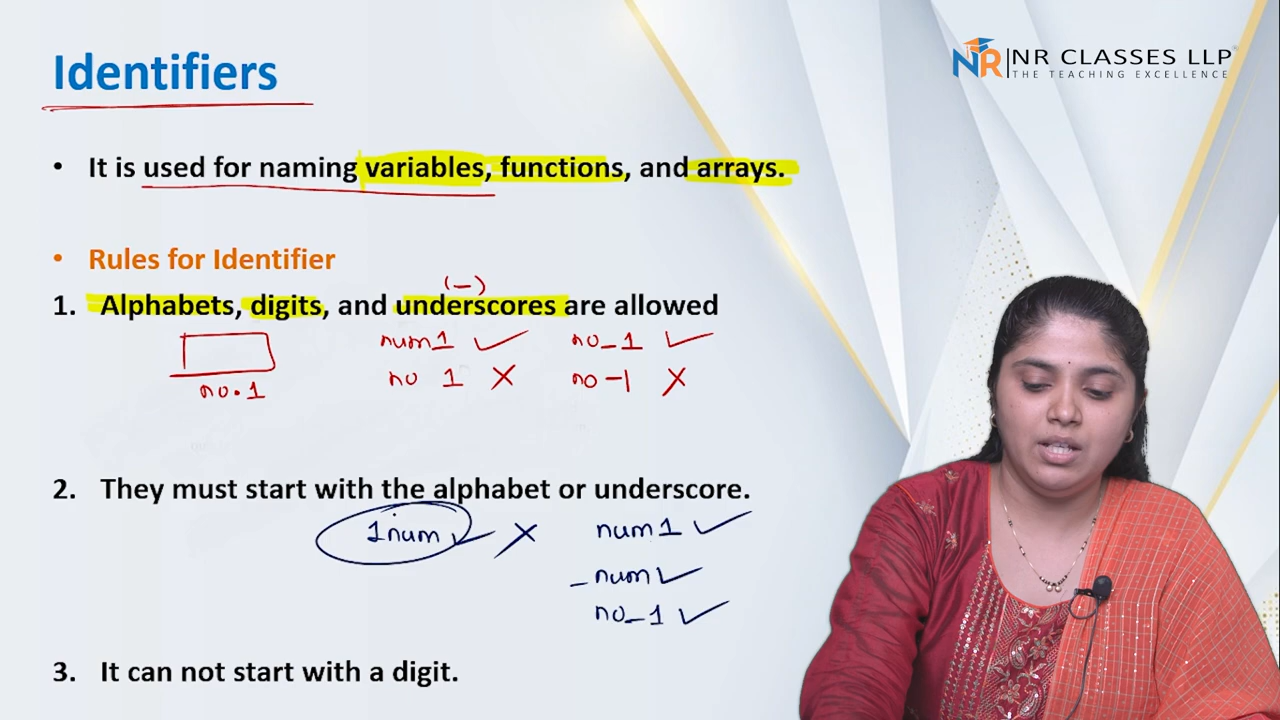 Identifiers
NR | NR CLASSES LLP
THE TEACHING EXCELLENCE
• It is used for naming variables, functions, and arrays.
• Rules for Identifier
(-)
1. Alphabets, digits, and underscores are allowed
num1 ✓ no_1 ✓
no.1 no 1 ✗ no-1 ✗
2. They must start with the alphabet or underscore.
1num ✓ ✗ num1 ✓
_num ✓
no_1 ✓
3. It can not start with a digit.